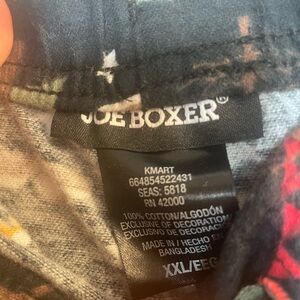 JOE BOXER®
KMART
664854522431
SEAS: 5818
RN 42000
100% COTTON/ALGODÓN
EXCLUSIVE OF DECORATION
EXCLUSIVO DE DECORACION
MADE IN / HECHO EN
BANGLADESH
XXL/EEG